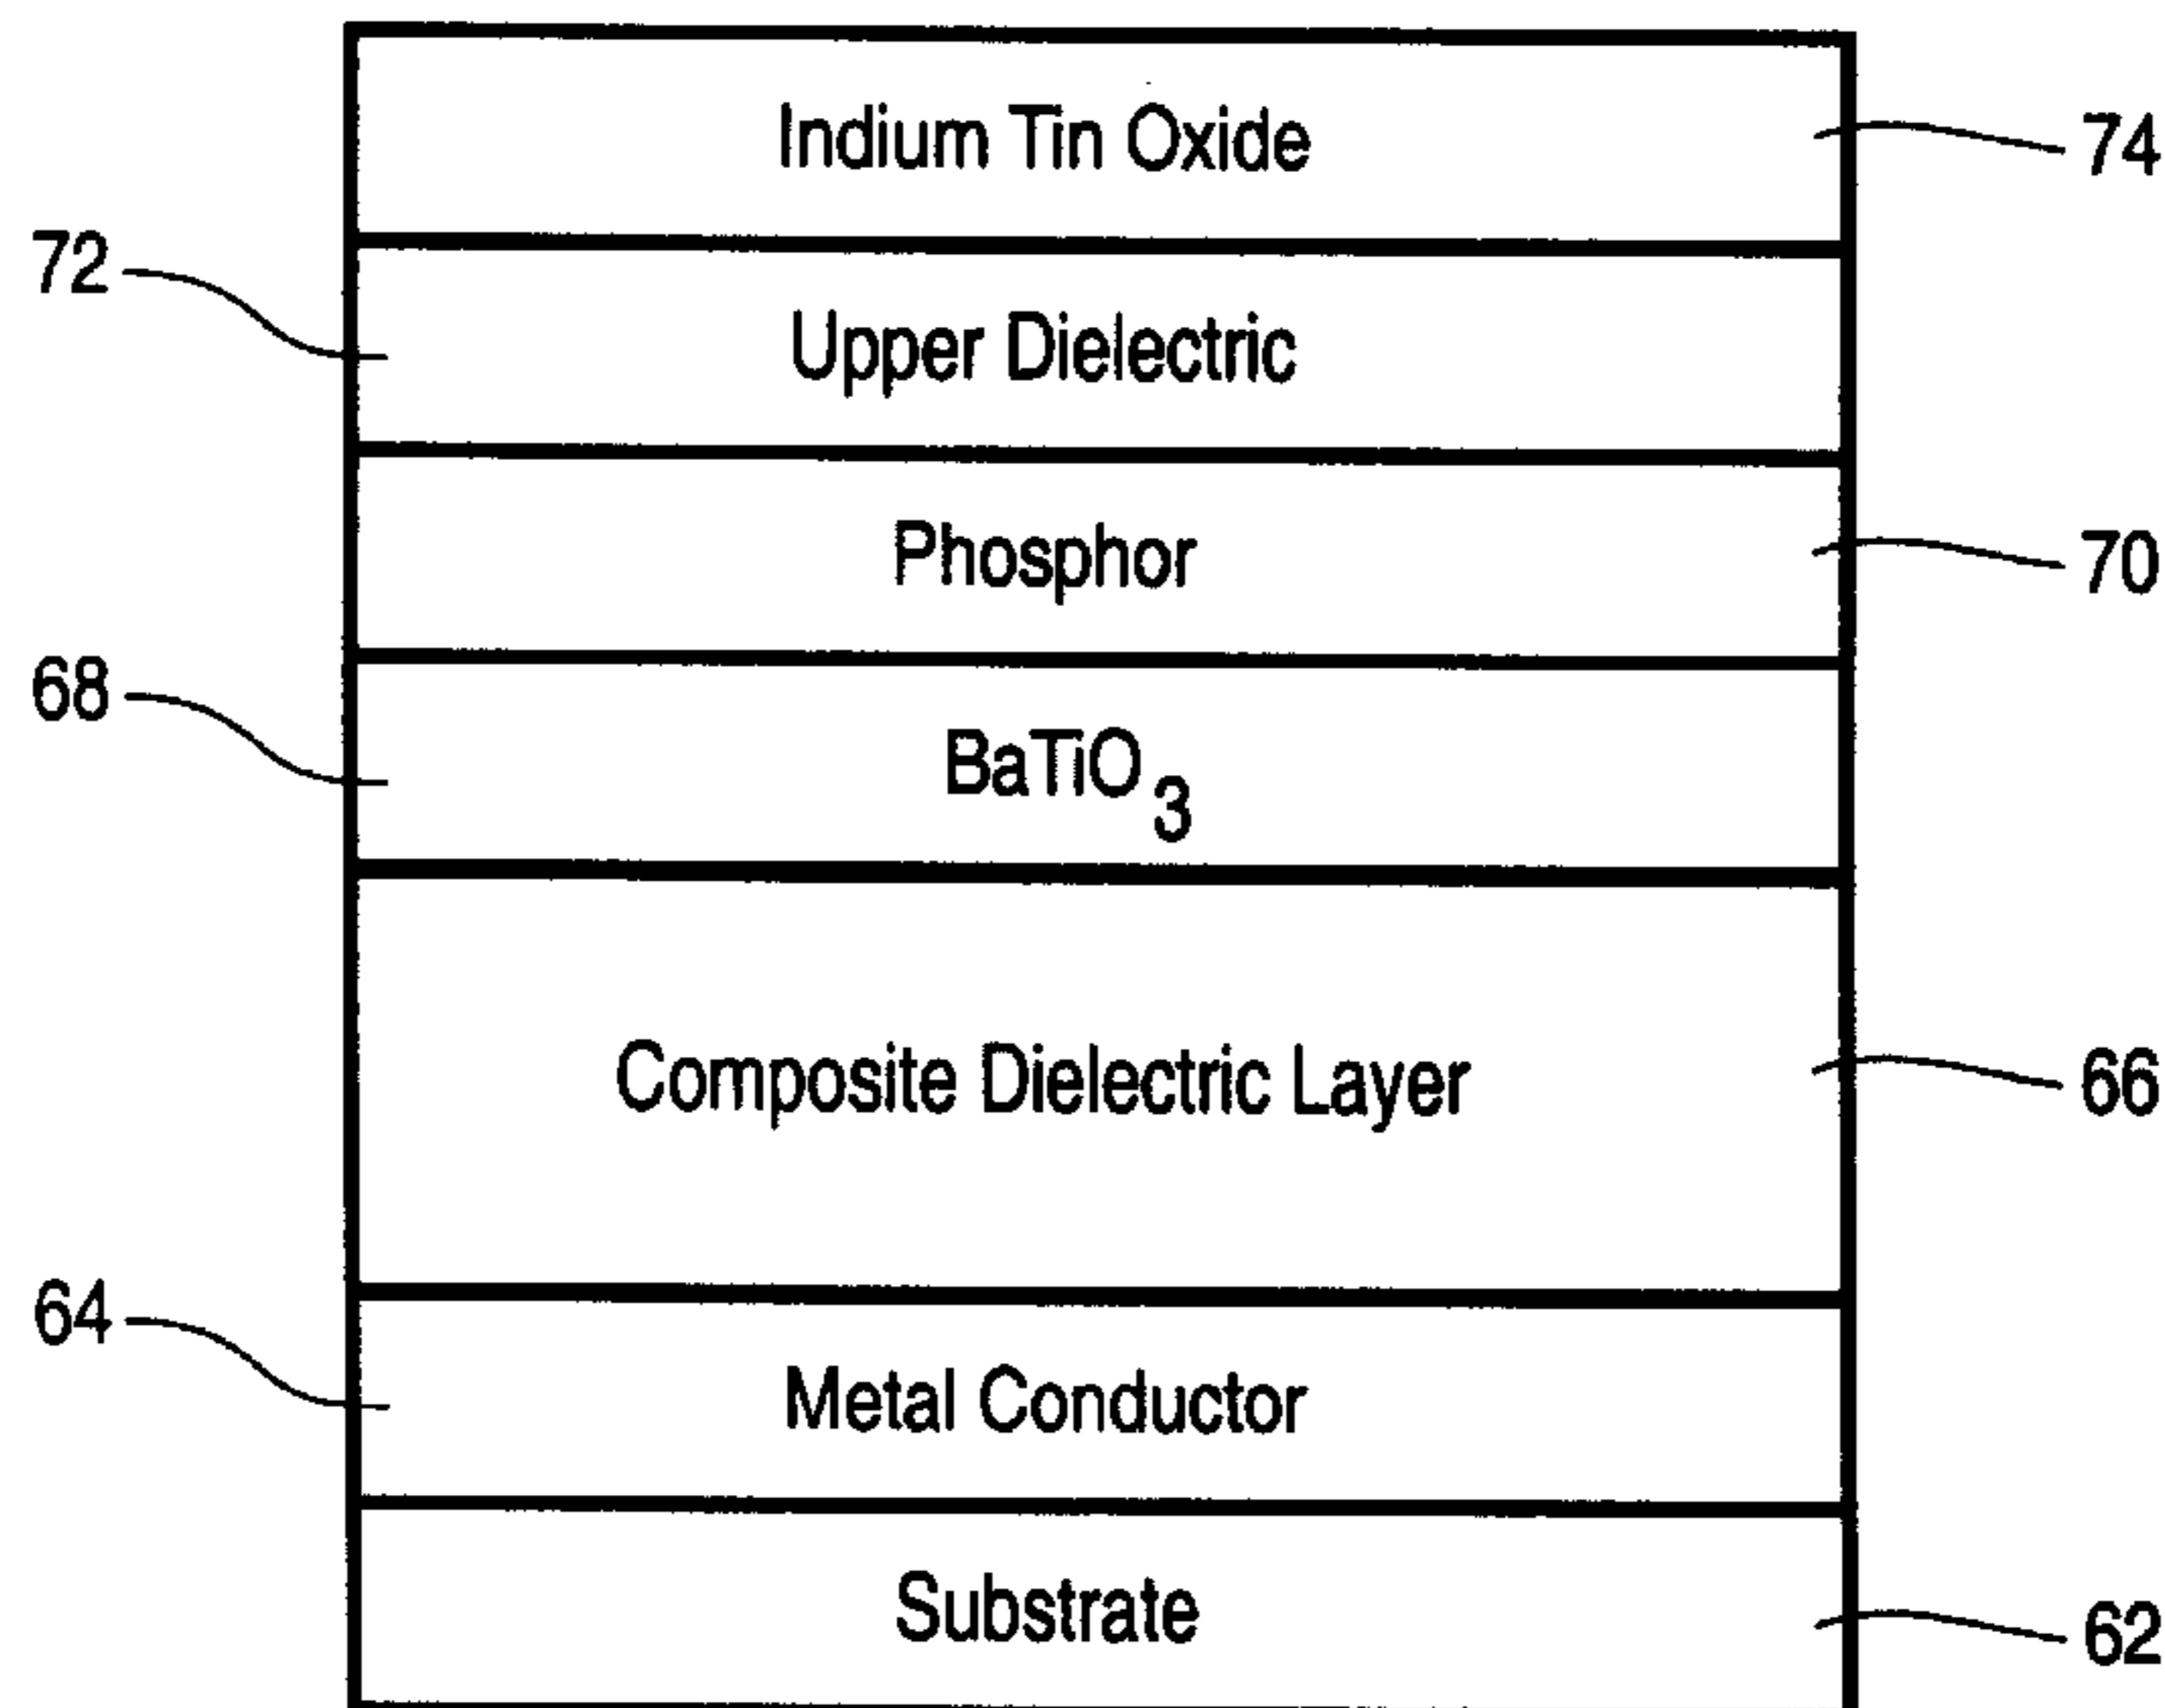 Indium Tin Oxide
74
72
Upper Dielectric
Phosphor
70
68
BaTiO3
Composite Dielectric Layer
66
64
Metal Conductor
Substrate
62